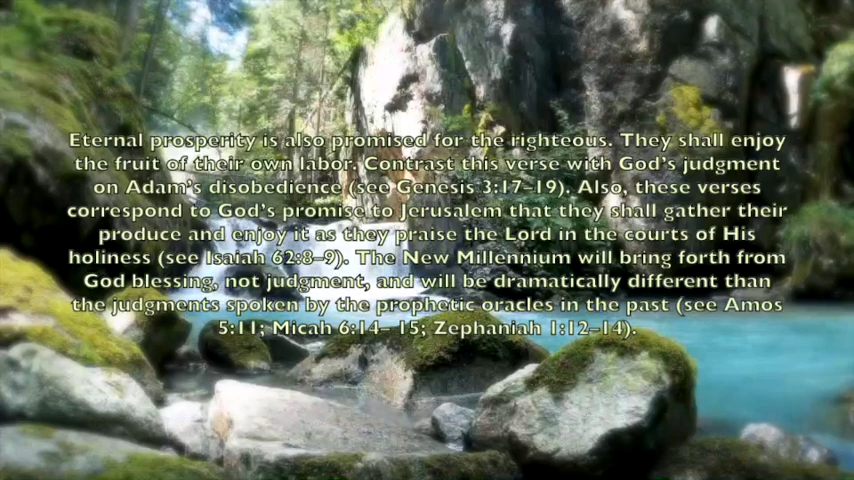 Eternal prosperity is also promised for the righteous. They shall enjoy
the fruit of their own labor. Contrast this verse with God's judgment
on Adam's disobedience (see Genesis 3:17–19). Also, these verses
correspond to God's promise to Jerusalem that they shall gather their
produce and enjoy it as they praise the Lord in the courts of His
holiness (see Isaiah 62:8–9). The New Millennium will bring forth from
God blessing, not judgment, and will be dramatically different than
the judgments spoken by the prophetic oracles in the past (see Amos
5:11; Micah 6:14– 15; Zephaniah 1:12–14).